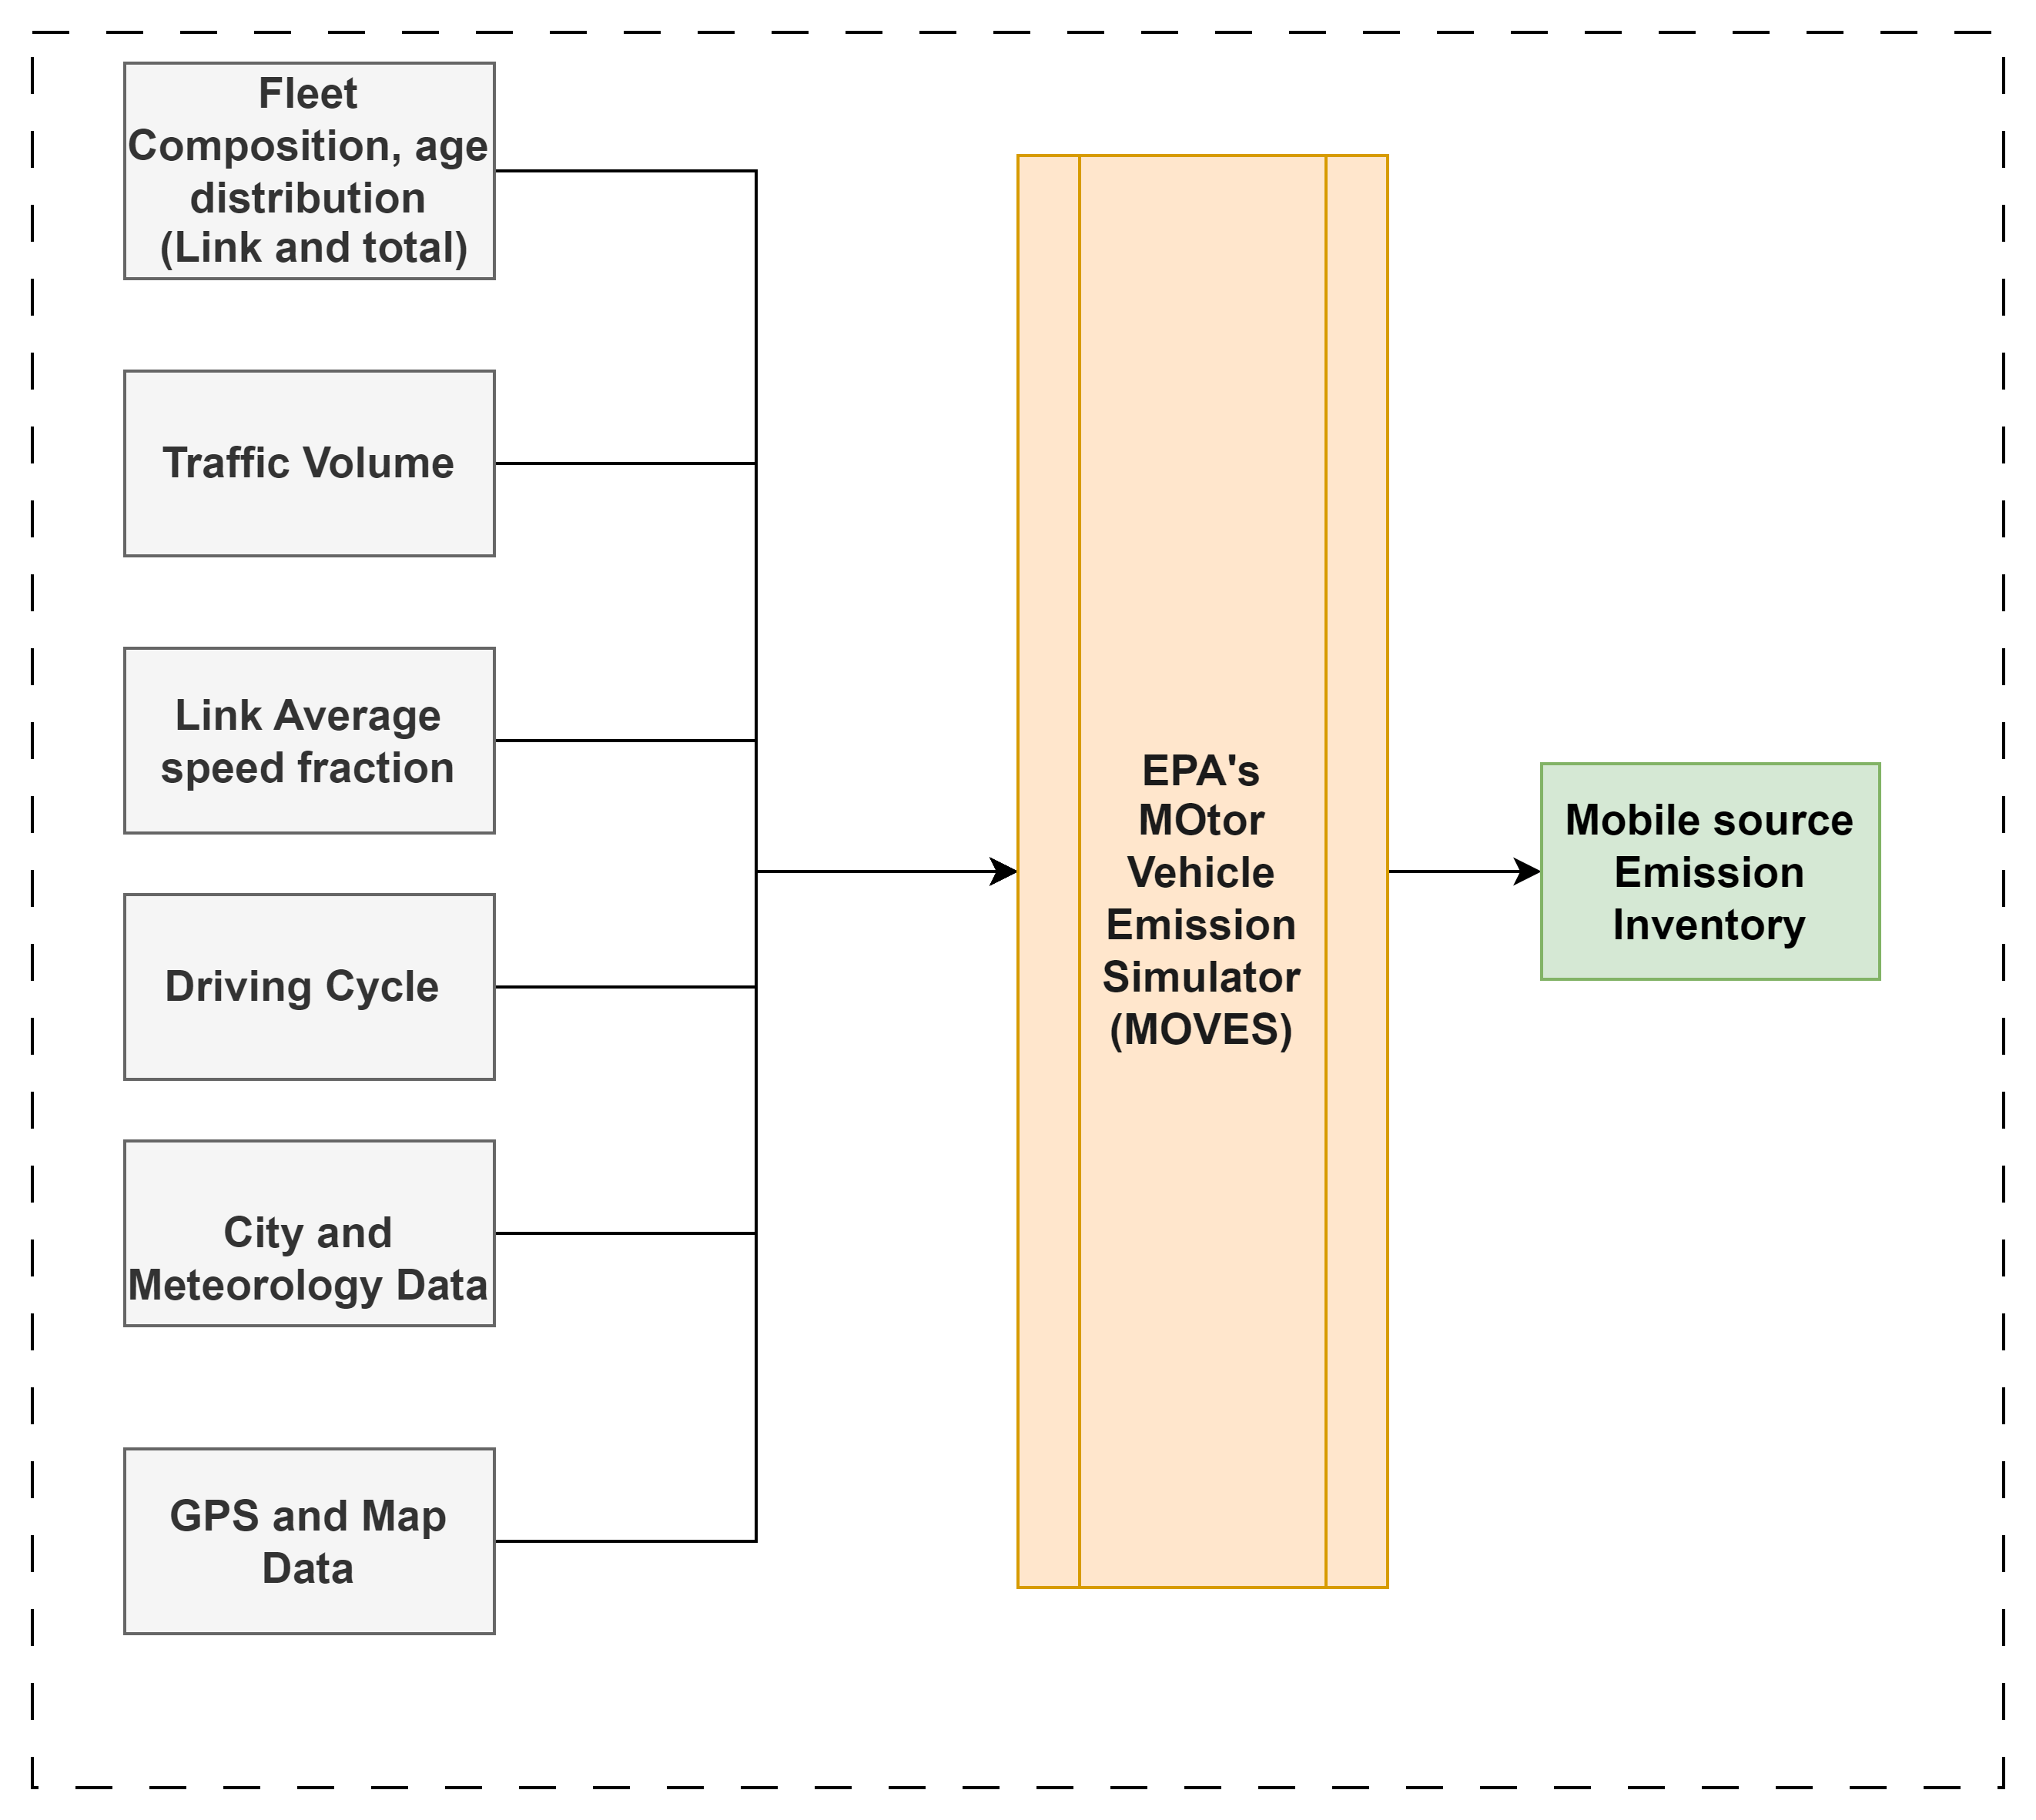 Fleet
Composition, age
distribution
(Link and total)
Traffic Volume
Link Average
speed fraction
Driving Cycle
City and
Meteorology Data
GPS and Map
Data
EPA's
MOtor
Vehicle
Emission
Simulator
(MOVES)
Mobile source
Emission
Inventory